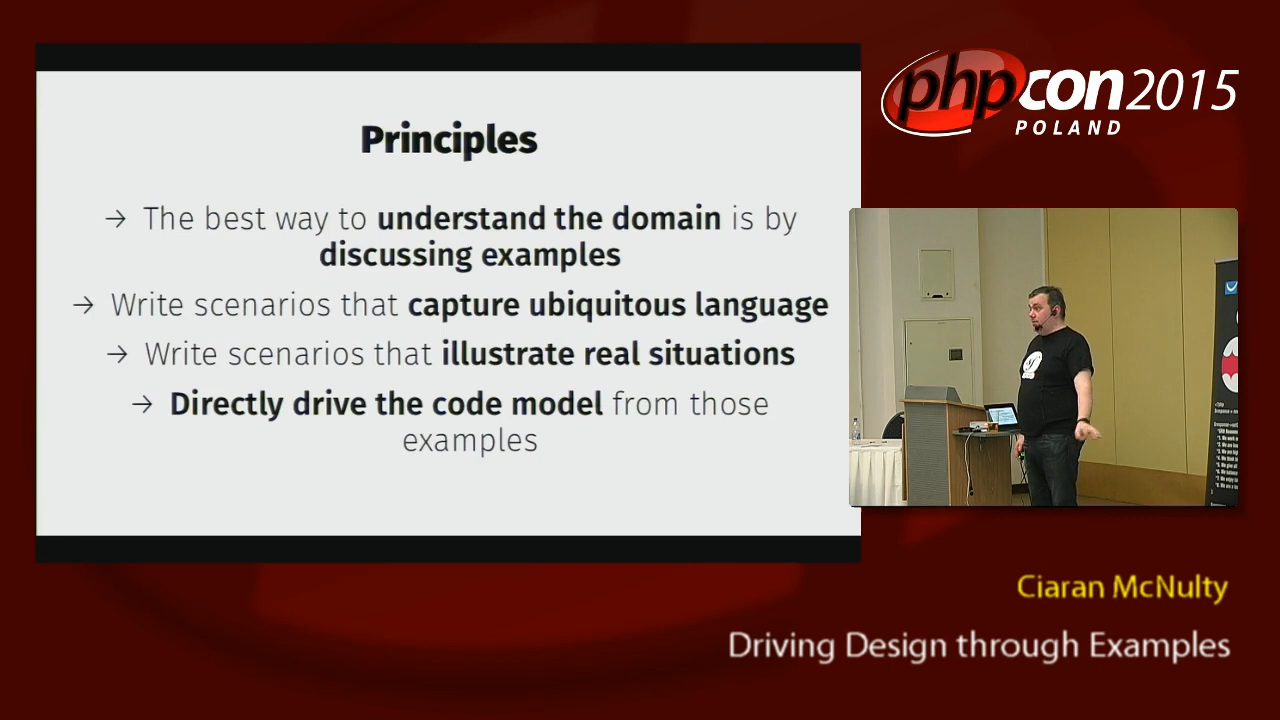 Principles
→ The best way to understand the domain is by
discussing examples
→ Write scenarios that capture ubiquitous language
→ Write scenarios that illustrate real situations
→ Directly drive the code model from those
examples
phpcon2015
POLAND
Ciaran McNulty
Driving Design through Examples